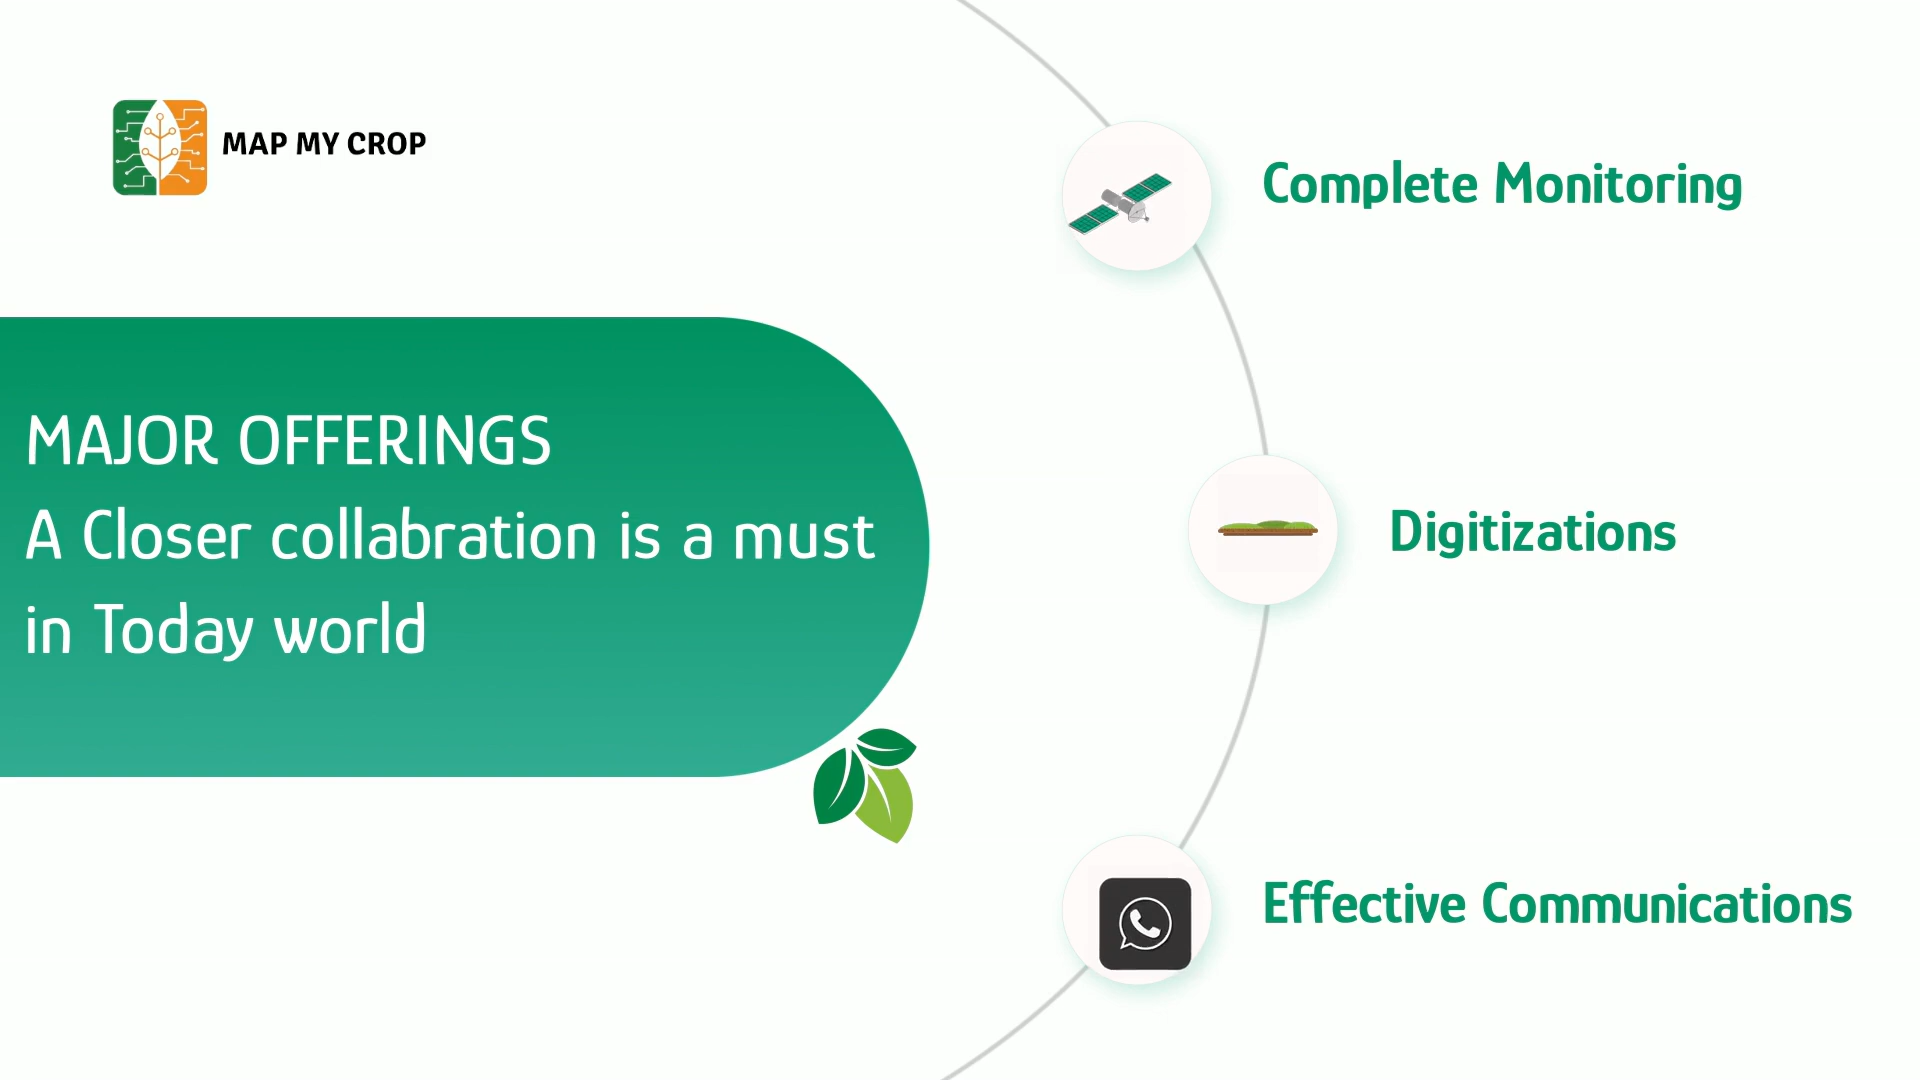 MAP MY CROP
MAJOR OFFERINGS
A Closer collabration is a must
in Today world
Complete Monitoring
Digitizations
Effective Communications